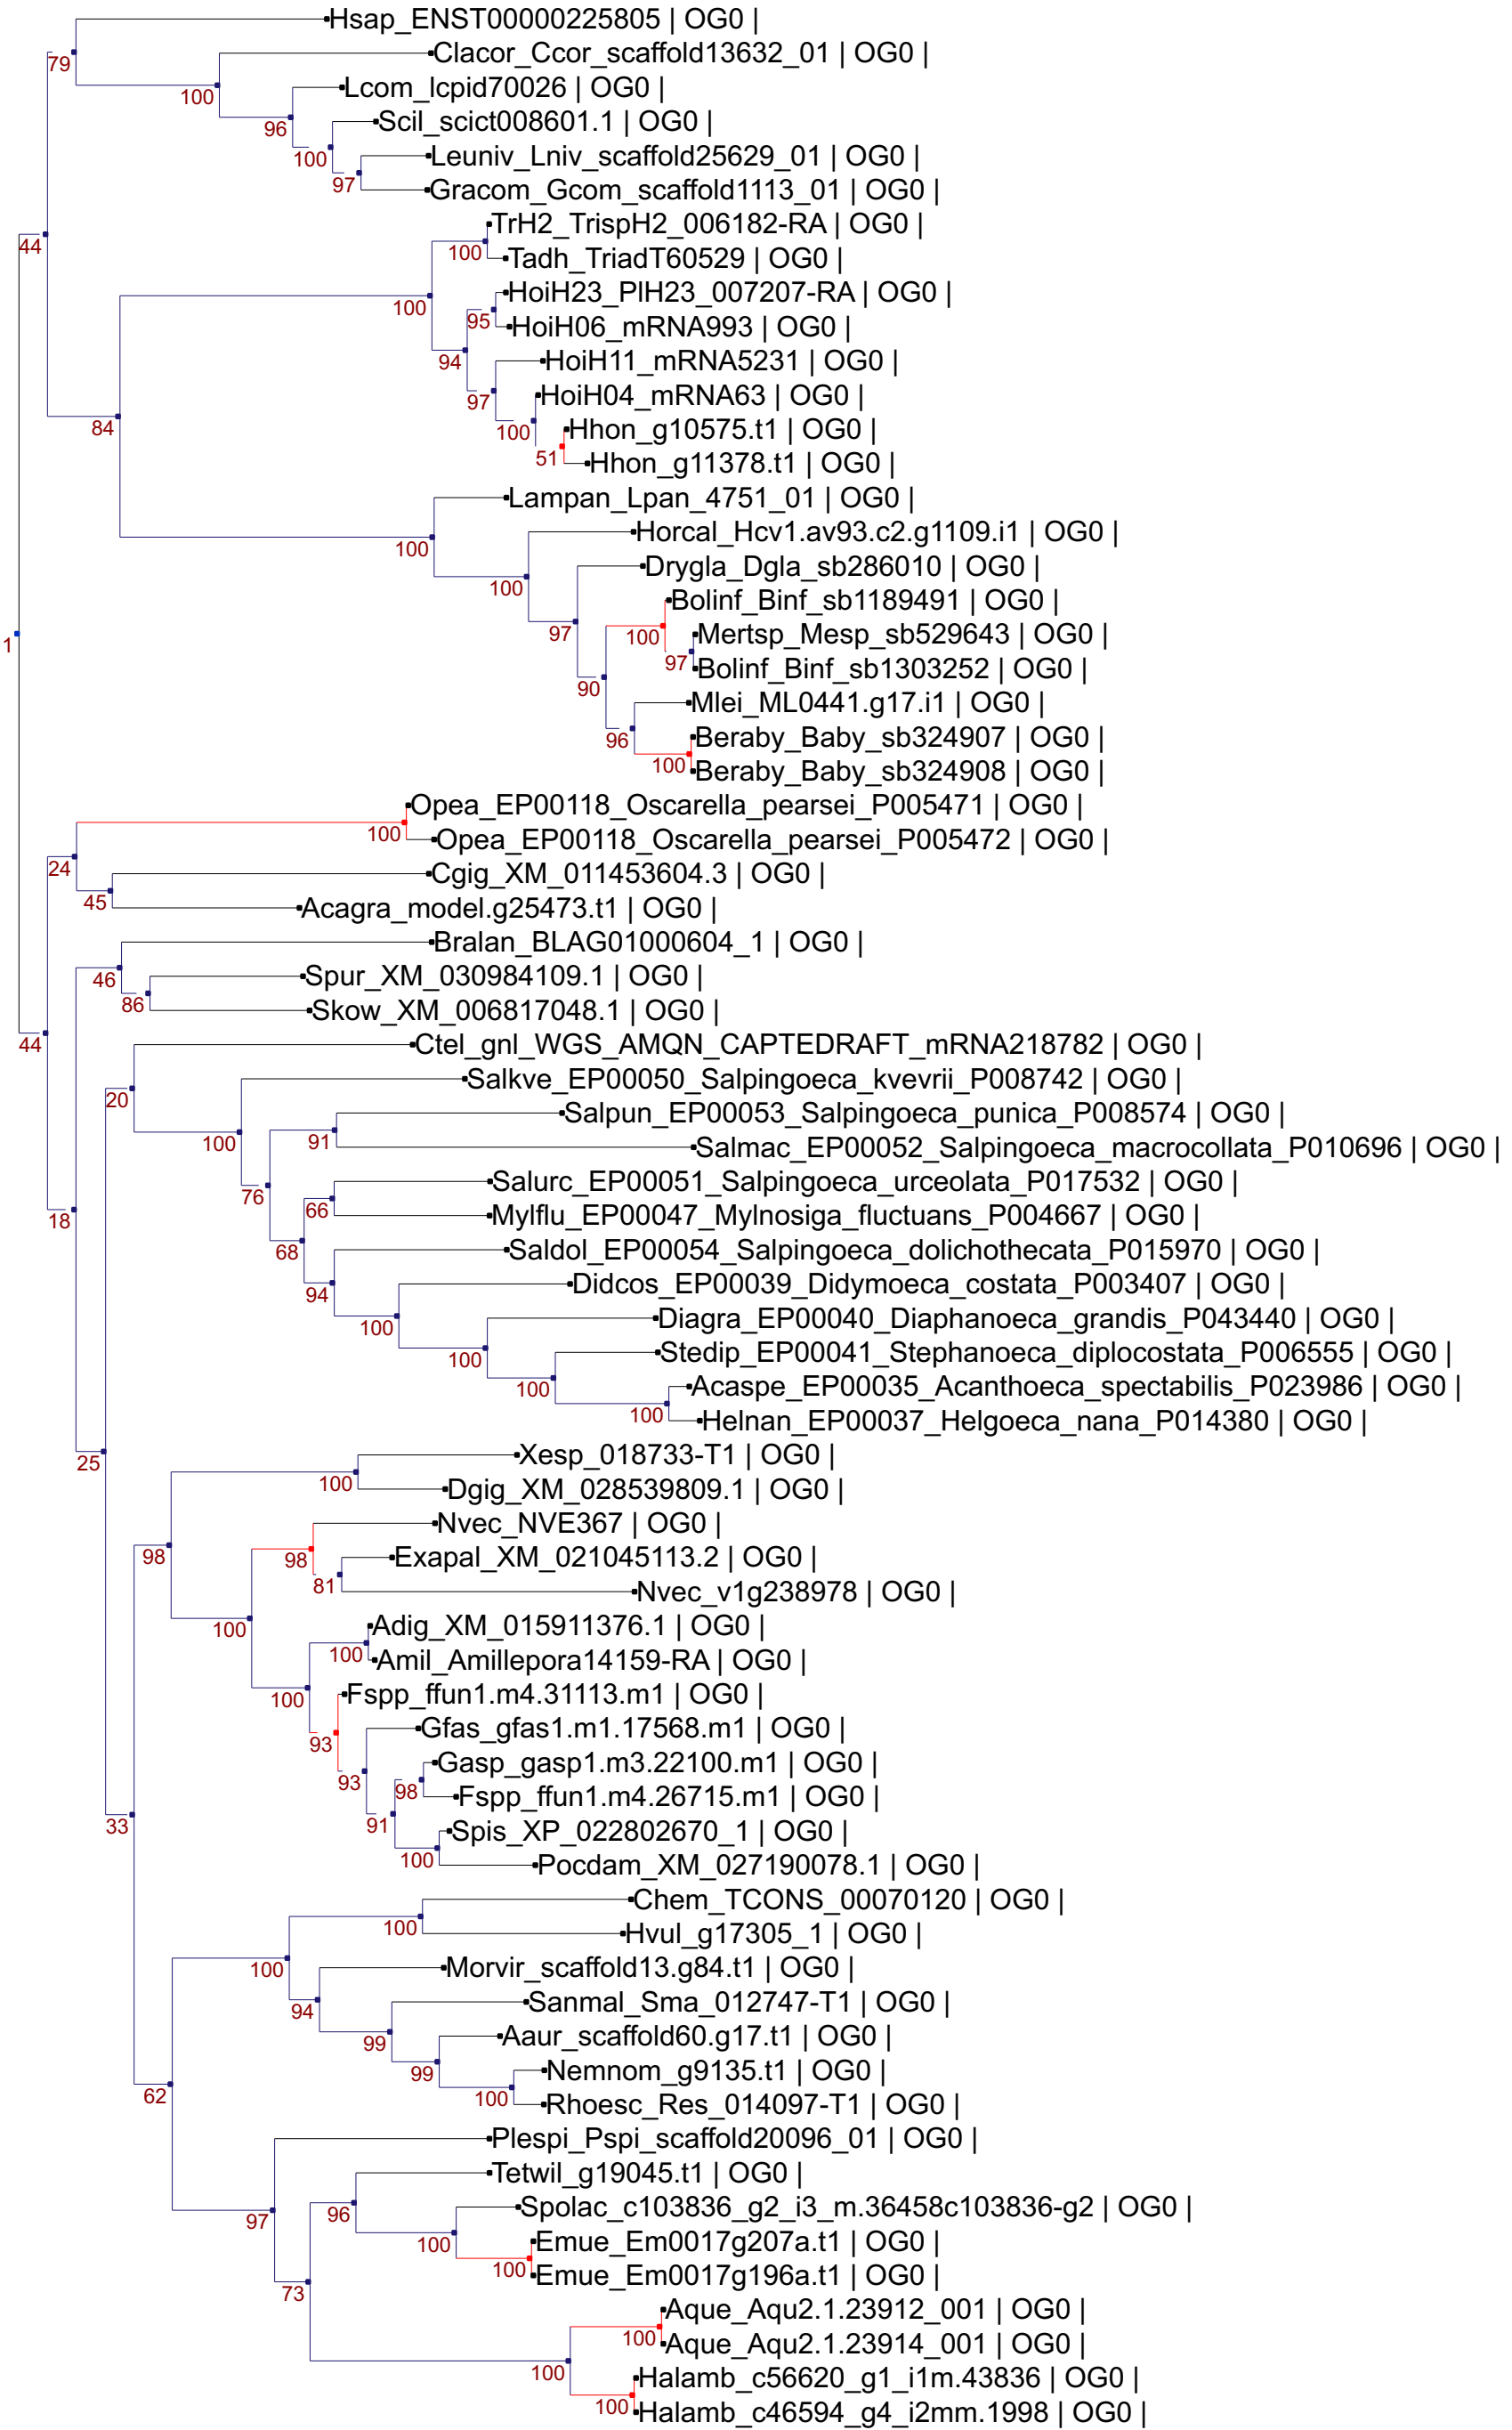 Hsap_ENST00000225805 | OG0 |
79
Clacor_Ccor_scaffold13632_01 | OG0 |
Lcom_lcpid70026 | OG0 |
100
Scil_scict008601.1 | OG0 |
96
Leuniv_Lniv_scaffold25629_01 | OG0 |
100
97
Gracom_Gcom_scaffold1113_01 | OG0 |
TrH2_TrispH2_006182-RA | OG0 |
44
100
Tadh_TriadT60529 | OG0 |
HoiH23_PlH23_007207-RA | OG0 |
100
95
HoiH06_mRNA993 | OG0 |
94
HoiH11_mRNA5231 | OG0 |
97
HoiH04_mRNA63 | OG0 |
84
100
Hhon_g10575.t1 | OG0 |
51
Hhon_g11378.t1 | OG0 |
Lampan_Lpan_4751_01 | OG0 |
Horcal_Hcv1.av93.c2.g1109.i1 | OG0 |
100
Drygla_Dgla_sb286010 | OG0 |
100
Bolinf_Binf_sb1189491 | OG0 |
97
100
Mertsp_Mesp_sb529643 | OG0 |
1
97
Bolinf_Binf_sb1303252 | OG0 |
90
Mlei_ML0441.g17.i1 | OG0 |
96
Beraby_Baby_sb324907 | OG0 |
100
Beraby_Baby_sb324908 | OG0 |
Opea_EP00118_Oscarella_pearsei_P005471 | OG0 |
100
Opea_EP00118_Oscarella_pearsei_P005472 | OG0 |
24
Cgig_XM_011453604.3 | OG0 |
45
Acagra_model.g25473.t1 | OG0 |
Bralan_BLAG01000604_1 | OG0 |
46
Spur_XM_030984109.1 | OG0 |
86
Skow_XM_006817048.1 | OG0 |
44
Ctel_gnl_WGS_AMQN_CAPTEDRAFT_mRNA218782 | OG0 |
Salkve_EP00050_Salpingoeca_kvevrii_P008742 | OG0 |
20
Salpun_EP00053_Salpingoeca_punica_P008574 | OG0 |
100
91
Salmac_EP00052_Salpingoeca_macrocollata_P010696 | OG0 |
Salurc_EP00051_Salpingoeca_urceolata_P017532 | OG0 |
76
66
Mylflu_EP00047_Mylnosiga_fluctuans_P004667 | OG0 |
18
68
Saldol_EP00054_Salpingoeca_dolichothecata_P015970 | OG0 |
94
Didcos_EP00039_Didymoeca_costata_P003407 | OG0 |
100
Diagra_EP00040_Diaphanoeca_grandis_P043440 | OG0 |
100
Stedip_EP00041_Stephanoeca_diplocostata_P006555 | OG0 |
100
Acaspe_EP00035_Acanthoeca_spectabilis_P023986 | OG0 |
100
Helnan_EP00037_Helgoeca_nana_P014380 | OG0 |
25
Xesp_018733-T1 | OG0 |
100
Dgig_XM_028539809.1 | OG0 |
Nvec_NVE367 | OG0 |
98
98
Exapal_XM_021045113.2 | OG0 |
81
Nvec_v1g238978 | OG0 |
100
Adig_XM_015911376.1 | OG0 |
100
Amil_Amillepora14159-RA | OG0 |
100
Fspp_ffun1.m4.31113.m1 | OG0 |
93
Gfas_gfas1.m1.17568.m1 | OG0 |
93
Gasp_gasp1.m3.22100.m1 | OG0 |
98
Fspp_ffun1.m4.26715.m1 | OG0 |
33
91
Spis_XP_022802670_1 | OG0 |
100
Pocdam_XM_027190078.1 | OG0 |
Chem_TCONS_00070120 | OG0 |
100
Hvul_g17305_1 | OG0 |
100
Morvir_scaffold13.g84.t1 | OG0 |
94
Sanmal_Sma_012747-T1 | OG0 |
99
Aaur_scaffold60.g17.t1 | OG0 |
99
Nemnom_g9135.t1 | OG0 |
62
100
Rhoesc_Res_014097-T1 | OG0 |
Plespi_Pspi_scaffold20096_01 | OG0 |
Tetwil_g19045.t1 | OG0 |
97
96
Spolac_c103836_g2_i3_m.36458c103836-g2 | OG0 |
100
Emue_Em0017g207a.t1 | OG0 |
100
Emue_Em0017g196a.t1 | OG0 |
73
Aque_Aqu2.1.23912_001 | OG0 |
100
Aque_Aqu2.1.23914_001 | OG0 |
100
Halamb_c56620_g1_i1m.43836 | OG0 |
100
Halamb_c46594_g4_i2mm.1998 | OG0 |